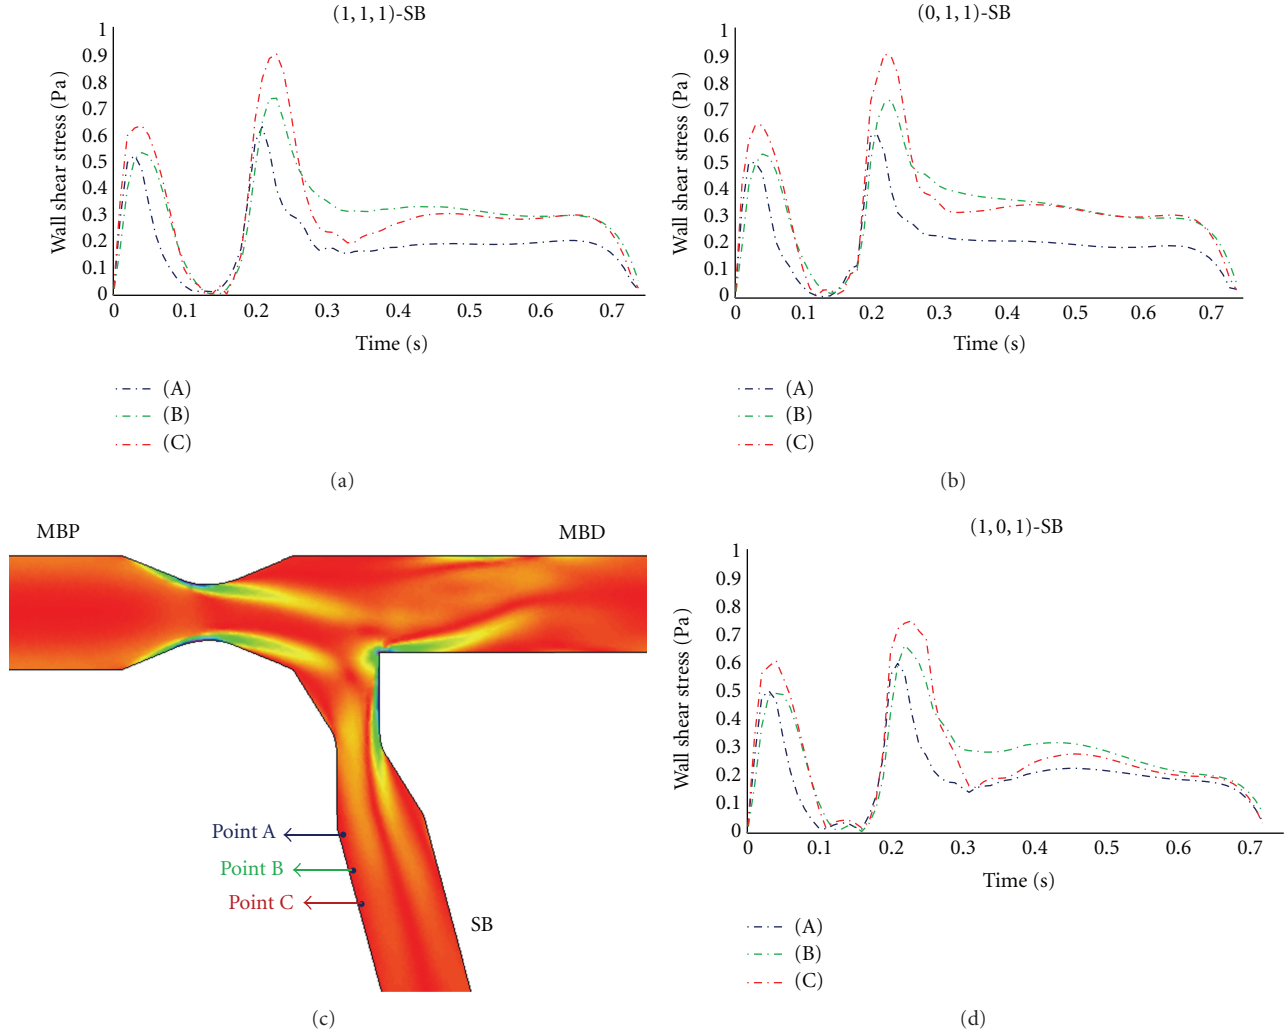 (1, 1, 1)-SB
Wall shear stress (Pa)
1
0.9
0.8
0.7
0.6
0.5
0.4
0.3
0.2
0.1
0
0 0.1 0.2 0.3 0.4 0.5 0.6 0.7
Time (s)
(A)
(B)
(C)
(a)
(0, 1, 1)-SB
Wall shear stress (Pa)
1
0.9
0.8
0.7
0.6
0.5
0.4
0.3
0.2
0.1
0
0 0.1 0.2 0.3 0.4 0.5 0.6 0.7
Time (s)
(A)
(B)
(C)
(b)
MBP
MBD
Point A
Point B
Point C
SB
(c)
(1, 0, 1)-SB
Wall shear stress (Pa)
1
0.9
0.8
0.7
0.6
0.5
0.4
0.3
0.2
0.1
0
0 0.1 0.2 0.3 0.4 0.5 0.6 0.7
Time (s)
(A)
(B)
(C)
(d)